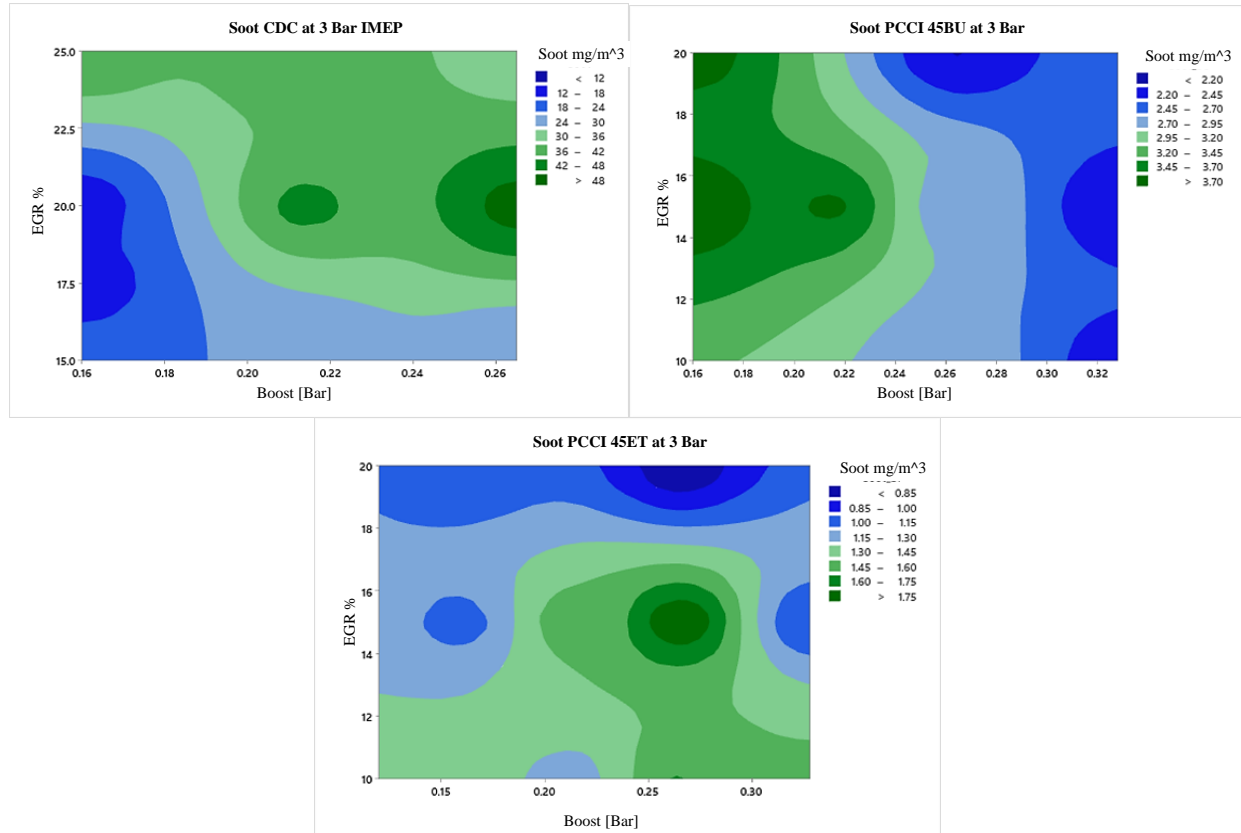 Soot CDC at 3 Bar IMEP
Soot mg/m^3
< 12
12 – 18
18 – 24
24 – 30
30 – 36
36 – 42
42 – 48
> 48
EGR %
25.0
22.5
20.0
17.5
15.0
0.16 0.18 0.20 0.22 0.24 0.26
Boost [Bar]
Soot PCCI 45BU at 3 Bar
Soot mg/m^3
< 2.20
2.20 – 2.45
2.45 – 2.70
2.70 – 2.95
2.95 – 3.20
3.20 – 3.45
3.45 – 3.70
> 3.70
EGR %
20
18
16
14
12
10
0.16 0.18 0.20 0.22 0.24 0.26 0.28 0.30 0.32
Boost [Bar]
Soot PCCI 45ET at 3 Bar
Soot mg/m^3
< 0.85
0.85 – 1.00
1.00 – 1.15
1.15 – 1.30
1.30 – 1.45
1.45 – 1.60
1.60 – 1.75
> 1.75
EGR %
20
18
16
14
12
10
0.15 0.20 0.25 0.30
Boost [Bar]